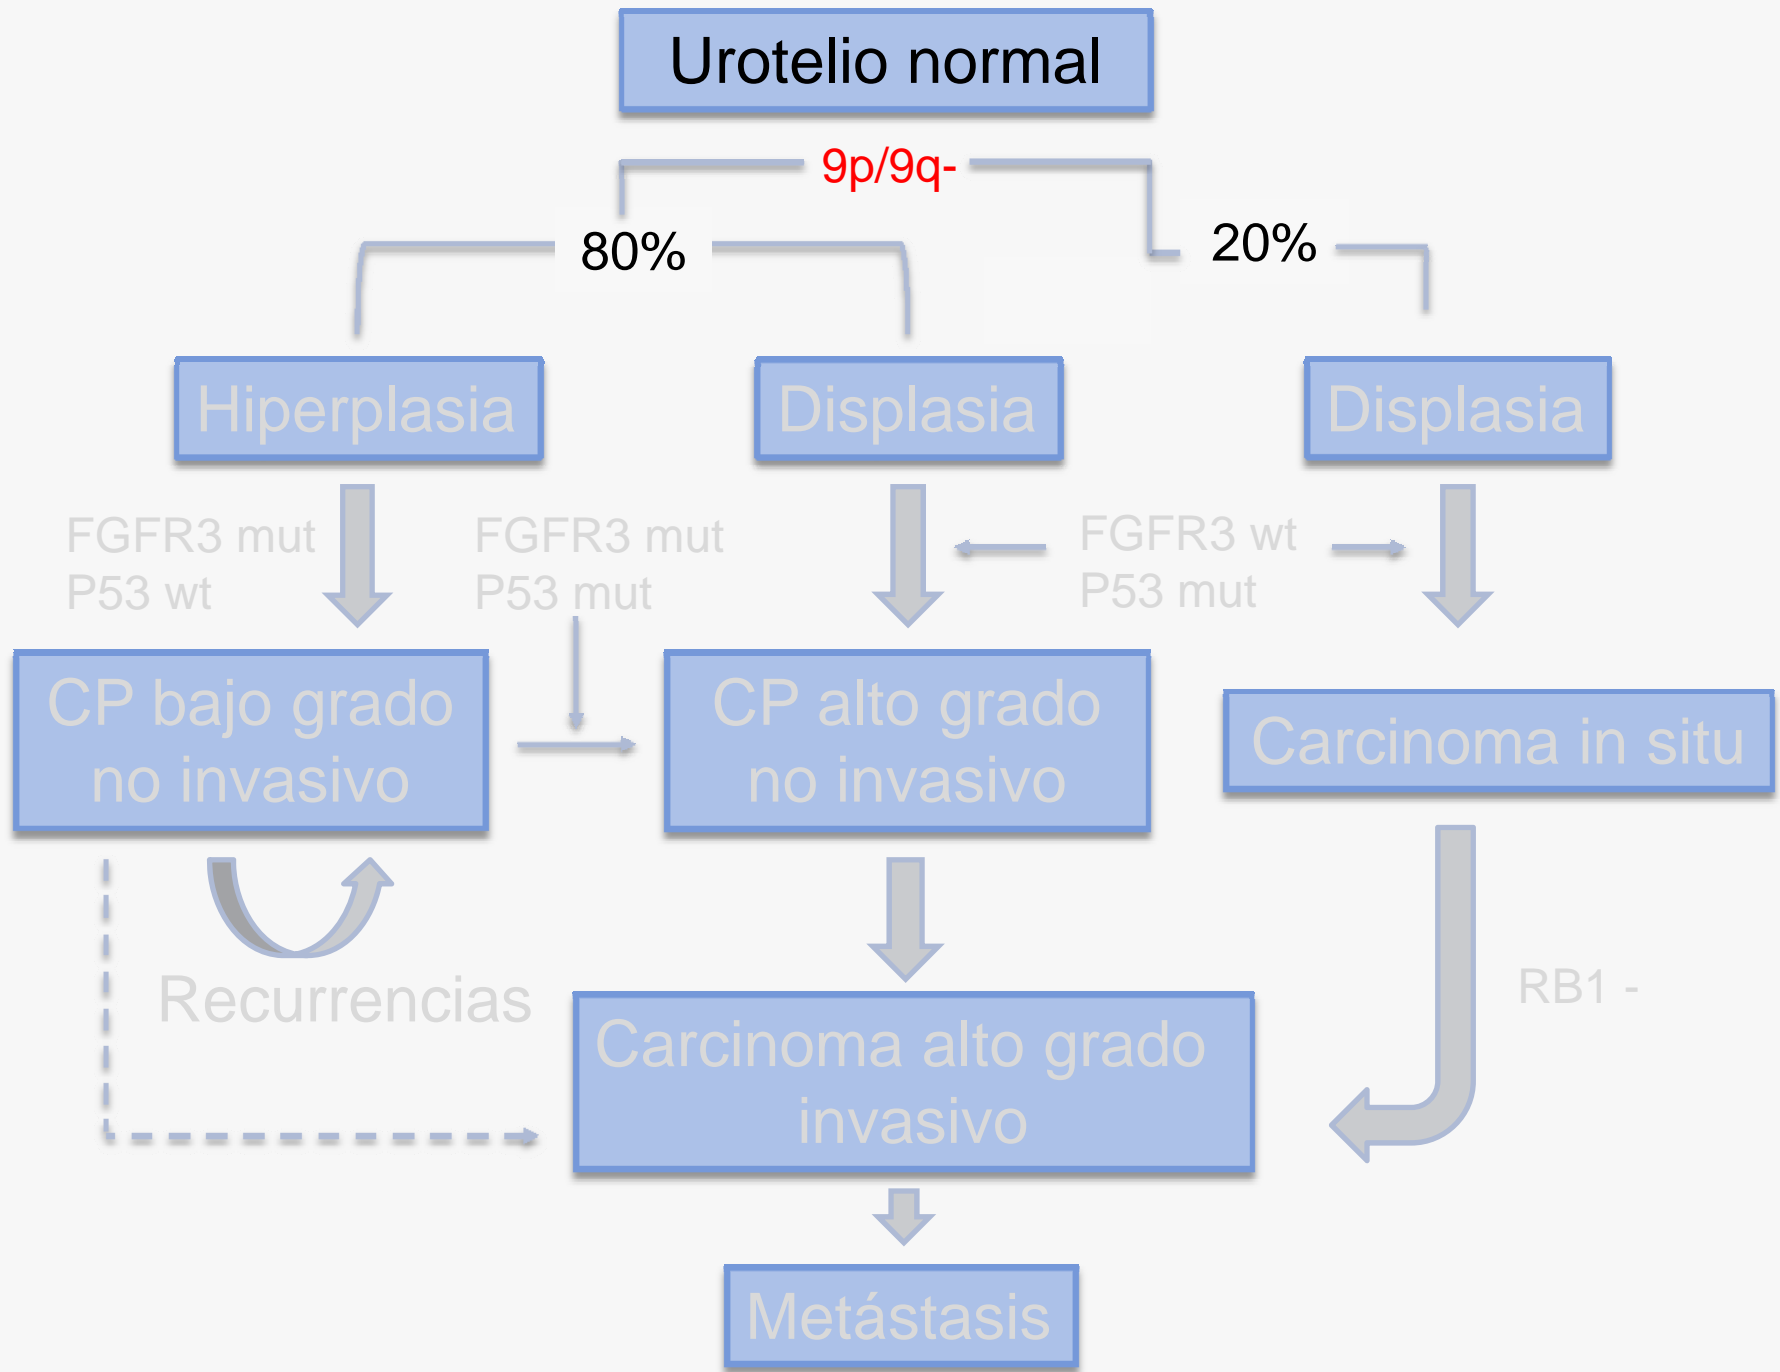 Urotelio normal
9p/9q-
80%
20%
Hiperplasia
Displasia
Displasia
FGFR3 mut
P53 wt
FGFR3 mut
P53 mut
FGFR3 wt
P53 mut
CP bajo grado
no invasivo
CP alto grado
no invasivo
Carcinoma in situ
Recurrencias
RB1 -
Carcinoma alto grado
invasivo
Metástasis